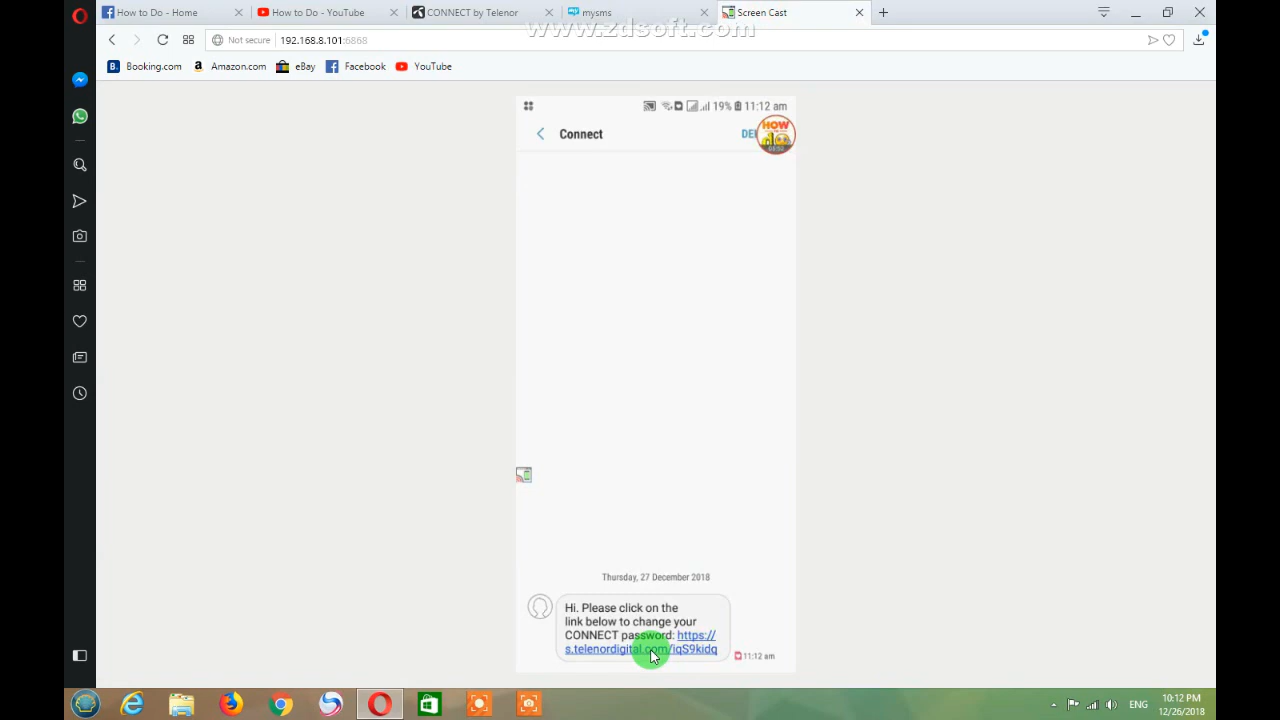 How to Do - Home
How to Do - YouTube
CONNECT by Telenor
mysms
Screen Cast
www.zdsoft.com
Not secure
192.168.8.101:6868
B.
Booking.com
Amazon.com
eBay
Facebook
YouTube
19%
11:12 am
Connect
HOW
Thursday, 27 December 2018
Hi. Please click on the
link below to change your
CONNECT password: https://
s.telenordigital.com/iqS9kidq
11:12 am
ENG
10:12 PM
12/26/2018